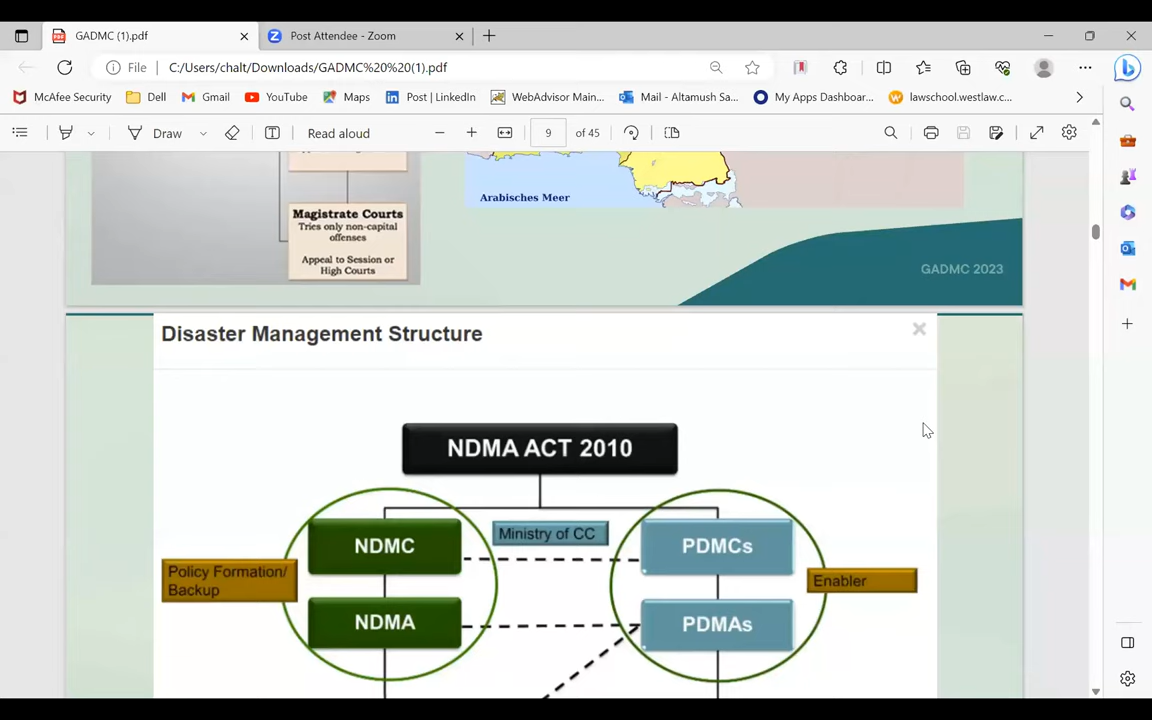 GADMC (1).pdf
Post Attendee - Zoom
File
C:/Users/chalt/Downloads/GADMC%20%20(1).pdf
McAfee Security
Dell
Gmail
YouTube
Maps
Post | LinkedIn
WebAdvisor Main...
Mail - Altamush Sa...
My Apps Dashboar...
lawschool.westlaw.c...
Draw
Read aloud
9
of 45
Magistrate Courts
Tries only non-capital
offenses
Appeal to Session or
High Courts
Arabisches Meer
GADMC 2023
Disaster Management Structure
NDMA ACT 2010
NDMC
Ministry of CC
PDMCs
Policy Formation/
Backup
Enabler
NDMA
PDMAs